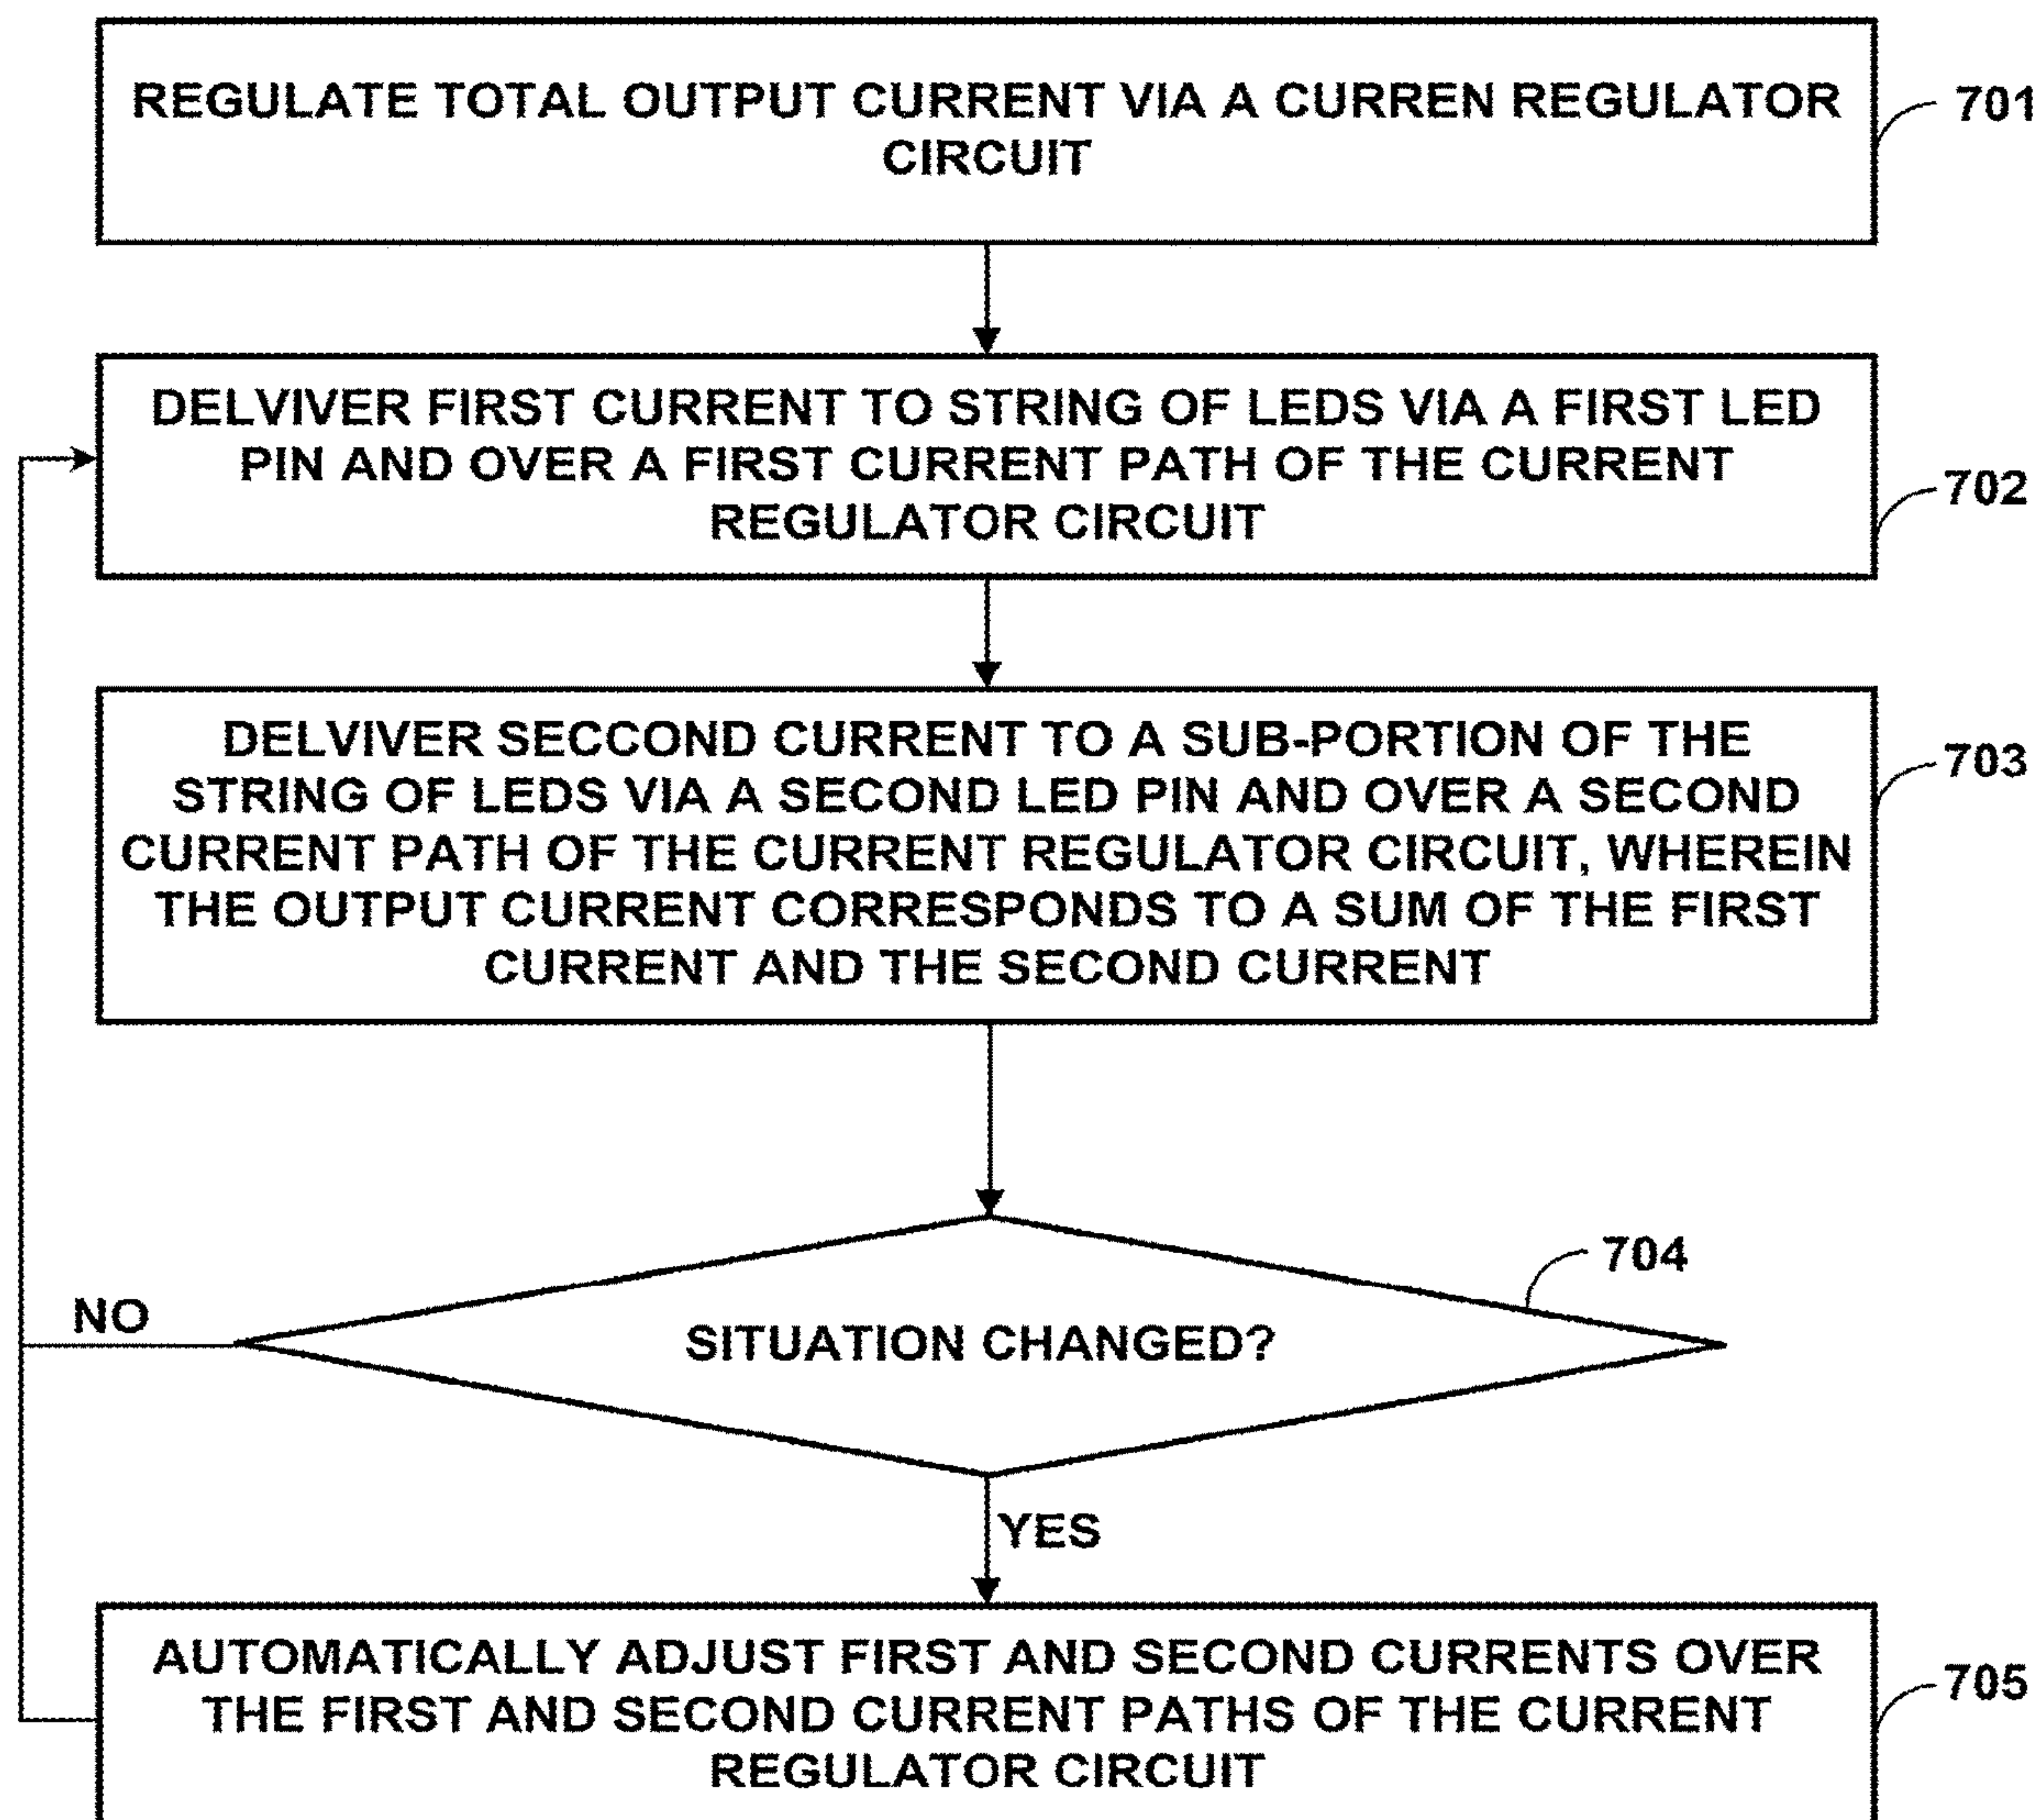 REGULATE TOTAL OUTPUT CURRENT VIA A CURREN REGULATOR
CIRCUIT
701
DELVIVER FIRST CURRENT TO STRING OF LEDS VIA A FIRST LED
PIN AND OVER A FIRST CURRENT PATH OF THE CURRENT
REGULATOR CIRCUIT
702
DELVIVER SECCOND CURRENT TO A SUB-PORTION OF THE
STRING OF LEDS VIA A SECOND LED PIN AND OVER A SECOND
CURRENT PATH OF THE CURRENT REGULATOR CIRCUIT, WHEREIN
THE OUTPUT CURRENT CORRESPONDS TO A SUM OF THE FIRST
CURRENT AND THE SECOND CURRENT
703
704
NO
SITUATION CHANGED?
YES
AUTOMATICALLY ADJUST FIRST AND SECOND CURRENTS OVER
THE FIRST AND SECOND CURRENT PATHS OF THE CURRENT
REGULATOR CIRCUIT
705